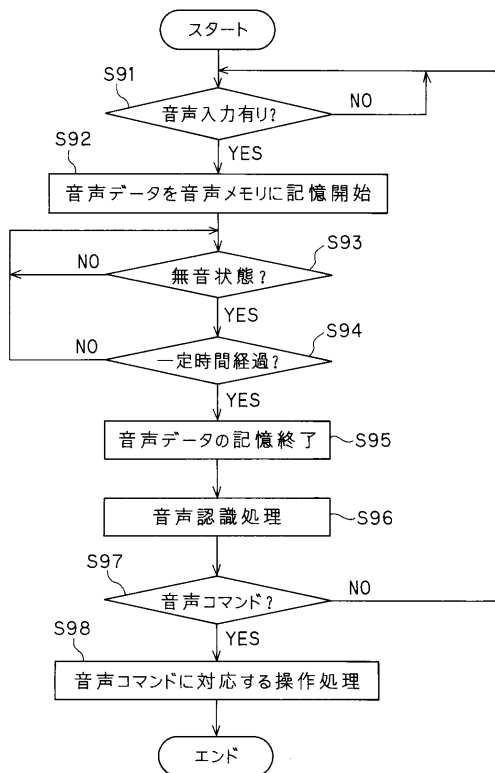 スタート
S91
音声入力有り?
NO
YES
S92
音声データを音声メモリに記憶開始
S93
無音状態?
NO
YES
S94
一定時間経過?
NO
YES
音声データの記憶終了
S95
音声認識処理
S96
S97
音声コマンド?
NO
YES
S98
音声コマンドに対応する操作処理
エンド